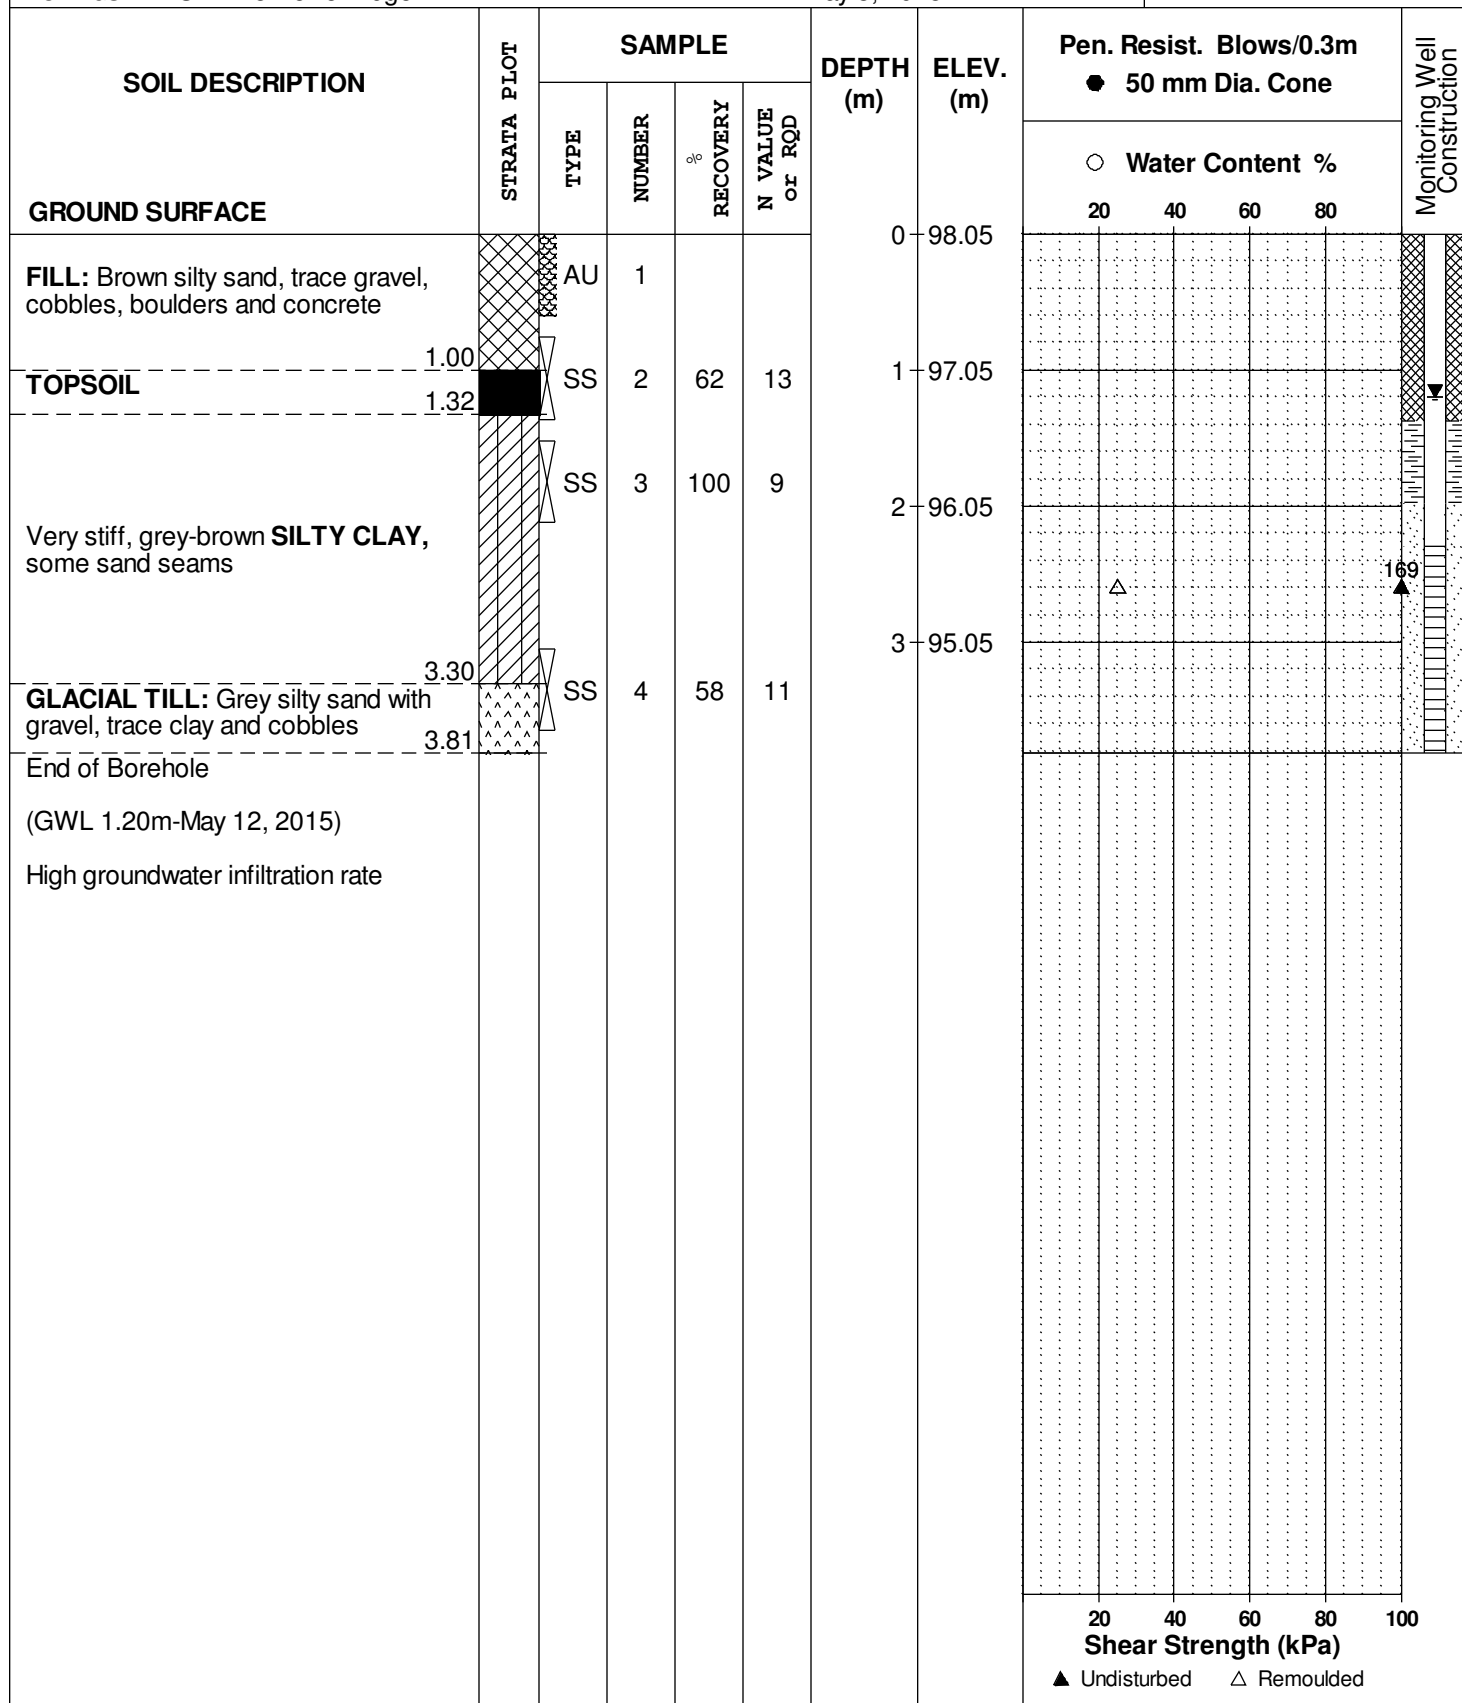 SOIL DESCRIPTION
GROUND SURFACE
STRATA PLOT
SAMPLE
TYPE
NUMBER
%
RECOVERY
N VALUE
or RQD
DEPTH
(m)
ELEV.
(m)
Pen. Resist. Blows/0.3m
● 50 mm Dia. Cone
○ Water Content %
20 40 60 80
Monitoring Well
Construction
0 98.05
FILL: Brown silty sand, trace gravel,
cobbles, boulders and concrete
AU 1
1.00
TOPSOIL
1.32
SS 2 62 13
1 97.05
SS 3 100 9
2 96.05
Very stiff, grey-brown SILTY CLAY,
some sand seams
169
3 95.05
3.30
GLACIAL TILL: Grey silty sand with
gravel, trace clay and cobbles
3.81
SS 4 58 11
End of Borehole
(GWL 1.20m-May 12, 2015)
High groundwater infiltration rate
20 40 60 80 100
Shear Strength (kPa)
▲ Undisturbed △ Remoulded